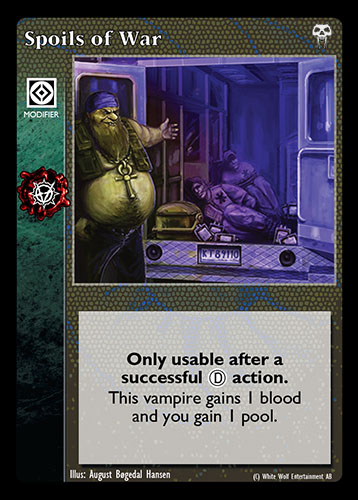 Spoils of War
MODIFIER
KT89110
Only usable after a
successful Ⓓ action.
This vampire gains 1 blood
and you gain 1 pool.
Illus: August Bøgedal Hansen
(C) White Wolf Entertainment AB